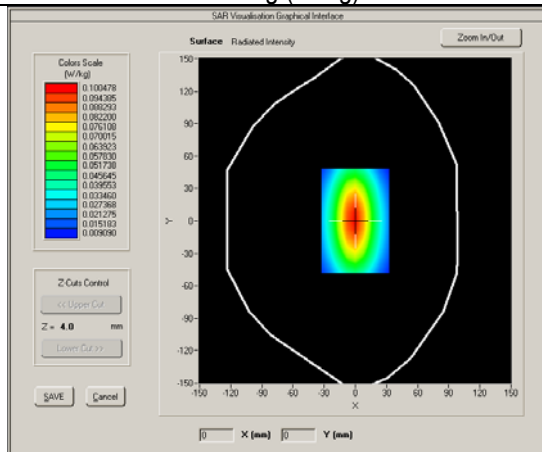 SAR Visualisation Graphical Interface
Surface Radiated Intensity
Zoom In/Out
Colors Scale
(W/kg)
0.100478
0.094385
0.088293
0.082200
0.076108
0.070015
0.063923
0.057830
0.051738
0.045645
0.039553
0.033460
0.027368
0.021275
0.015183
0.009090
Z-Cuts Control
<< Upper Cut
Z = 4.0 mm
Lower Cut >>
SAVE Cancel
150
120
90
60
30
0
-30
-60
-90
-120
-150
Y
-150 -120 -90 -60 -30 0 30 60 90 120 150
X
0 X (mm) 0 Y (mm)